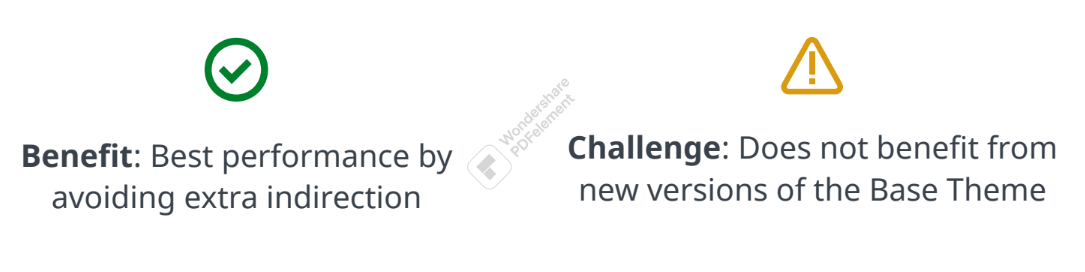 Benefit: Best performance by
avoiding extra indirection
Wondershare
PDFelement
Challenge: Does not benefit from
new versions of the Base Theme